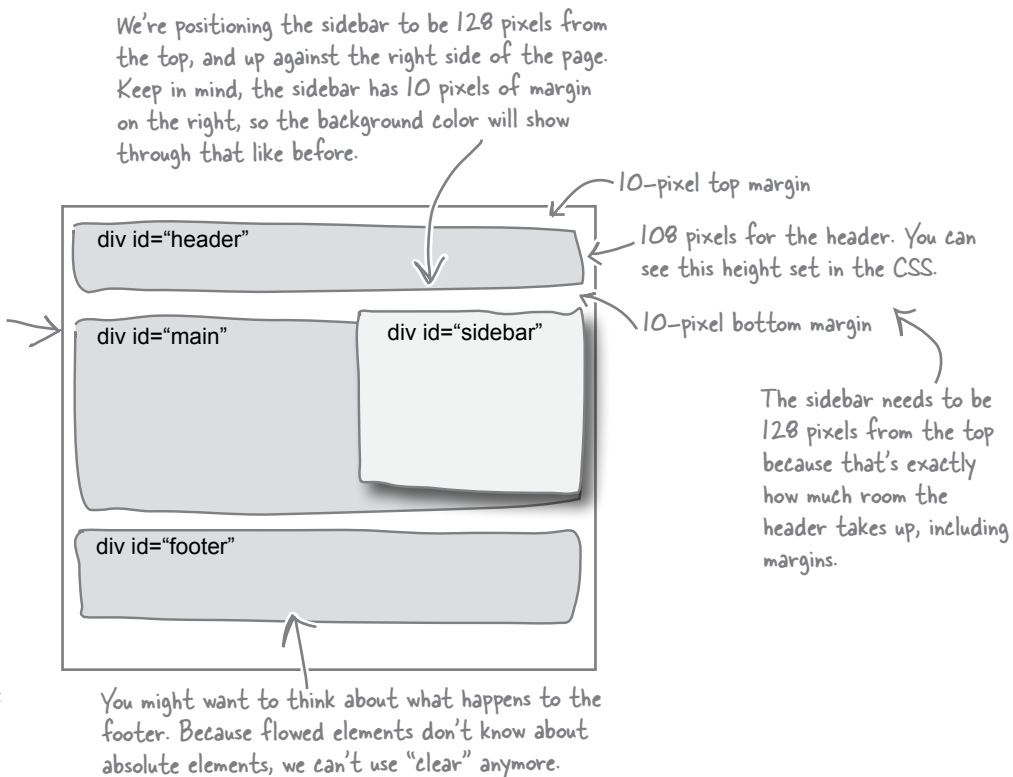 We're positioning the sidebar to be 128 pixels from
the top, and up against the right side of the page.
Keep in mind, the sidebar has 10 pixels of margin
on the right, so the background color will show
through that like before.
10-pixel top margin
div id=“header”
108 pixels for the header. You can
see this height set in the CSS.
10-pixel bottom margin
div id=“main”
div id=“sidebar”
The sidebar needs to be
128 pixels from the top
because that's exactly
how much room the
header takes up, including
margins.
div id=“footer”
You might want to think about what happens to the
footer. Because flowed elements don't know about
absolute elements, we can't use “clear” anymore.